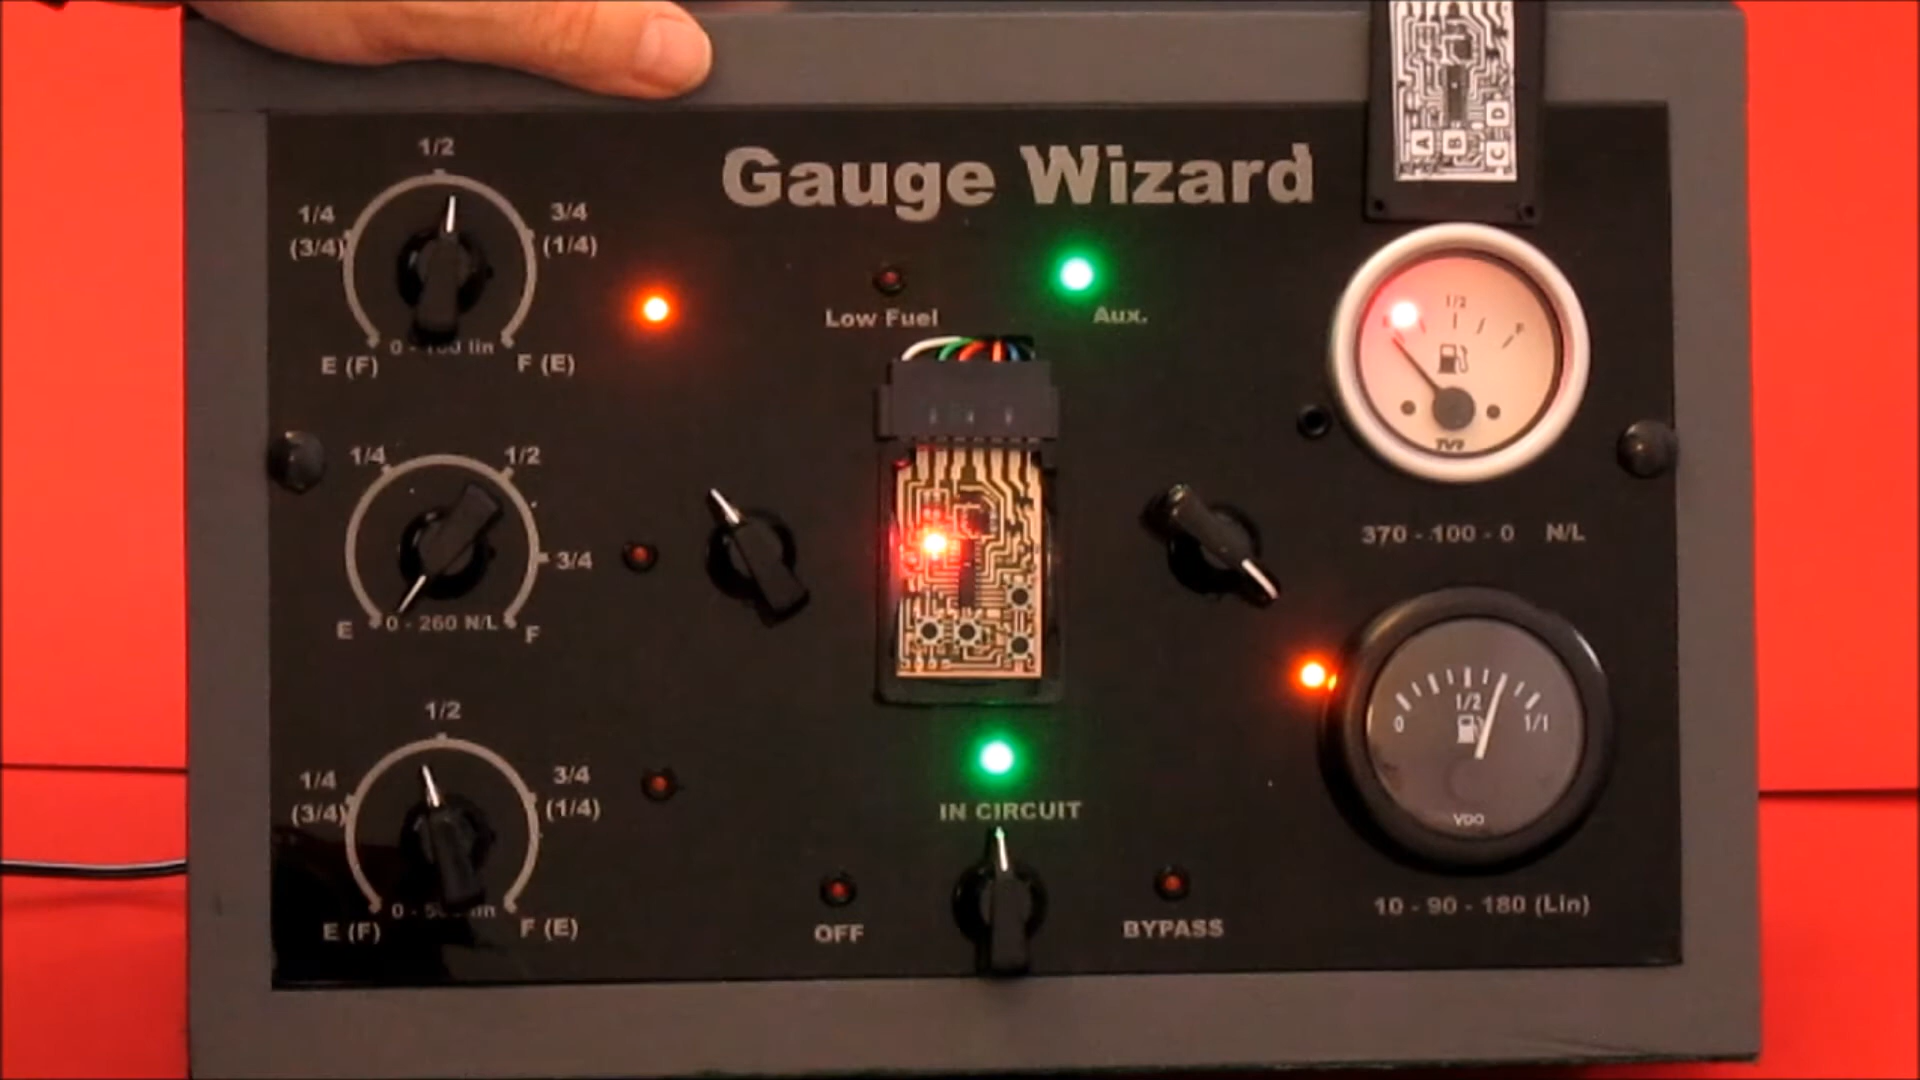 Gauge Wizard
1/2
1/4
(3/4)
3/4
(1/4)
E (F)
F (E)
Low Fuel
Aux.
1/4
1/2
3/4
E
0 - 260 N/L
F
1/2
1/4
(3/4)
3/4
(1/4)
E (F)
F (E)
IN CIRCUIT
OFF
BYPASS
A
B
C
D
1/2
F
370 - 100 - 0 N/L
0
1/2
1/1
VDO
10 - 90 - 180 (Lin)